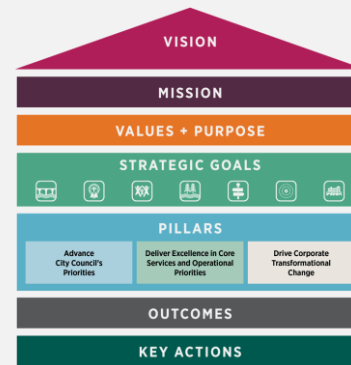 VISION
MISSION
VALUES + PURPOSE
STRATEGIC GOALS
PILLARS
Advance
City Council's
Priorities
Deliver Excellence in Core
Services and Operational
Priorities
Drive Corporate
Transformational
Change
OUTCOMES
KEY ACTIONS